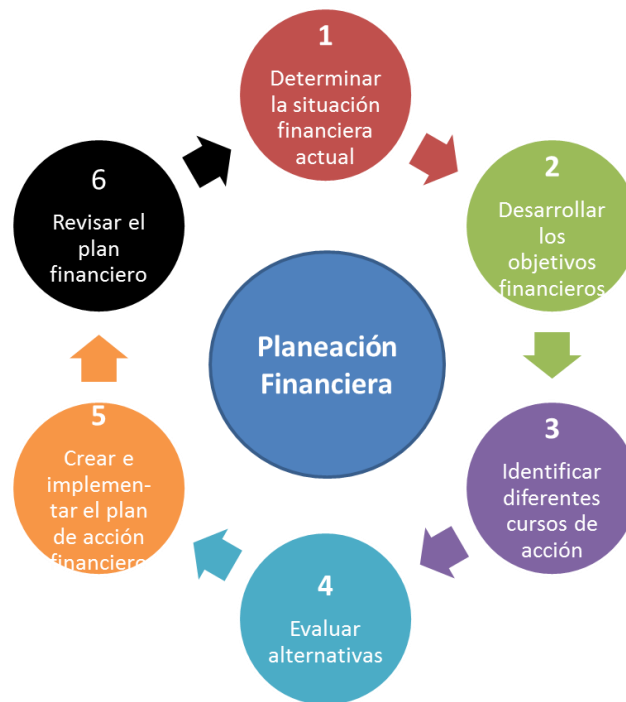 1
Determinar
la situación
financiera
actual
2
Desarrollar
los
objetivos
financieros
3
Identificar
diferentes
cursos de
acción
4
Evaluar
alternativas
5
Crear e
implemen-
tar el plan
de acción
financiero
6
Revisar el
plan
financiero
Planeación
Financiera